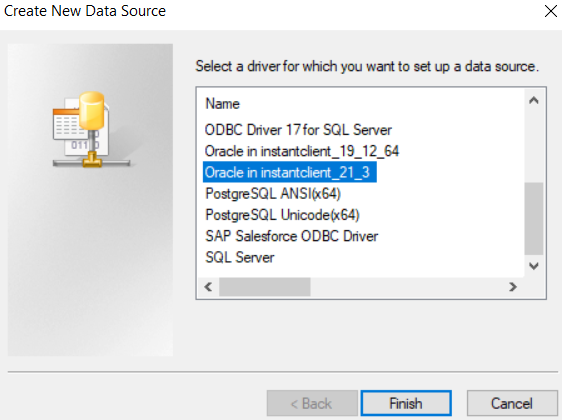 Create New Data Source
Select a driver for which you want to set up a data source.
Name
ODBC Driver 17 for SQL Server
Oracle in instantclient_19_12_64
Oracle in instantclient_21_3
PostgreSQL ANSI(x64)
PostgreSQL Unicode(x64)
SAP Salesforce ODBC Driver
SQL Server
< Back Finish Cancel